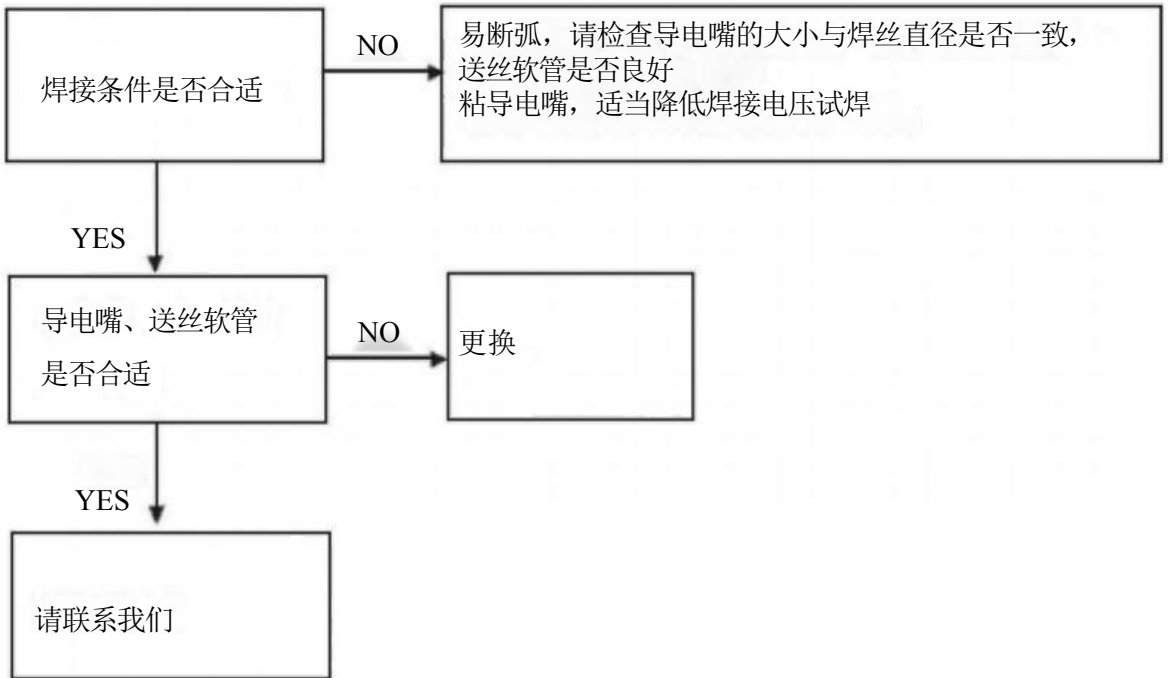 焊接条件是否合适
NO
易断弧，请检查导电嘴的大小与焊丝直径是否一致，
送丝软管是否良好
粘导电嘴，适当降低焊接电压试焊
YES
导电嘴、送丝软管
是否合适
NO
更换
YES
请联系我们